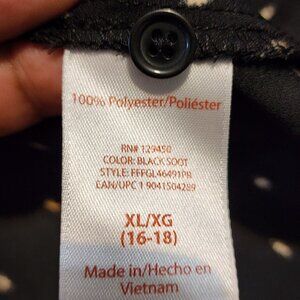 100% Polyester/Poliéster
RN# 129450
COLOR: BLACK SOOT
STYLE: FFFGL46491PB
EAN/UPC 1 9041504289
XL/XG
(16-18)
Made in/Hecho en
Vietnam